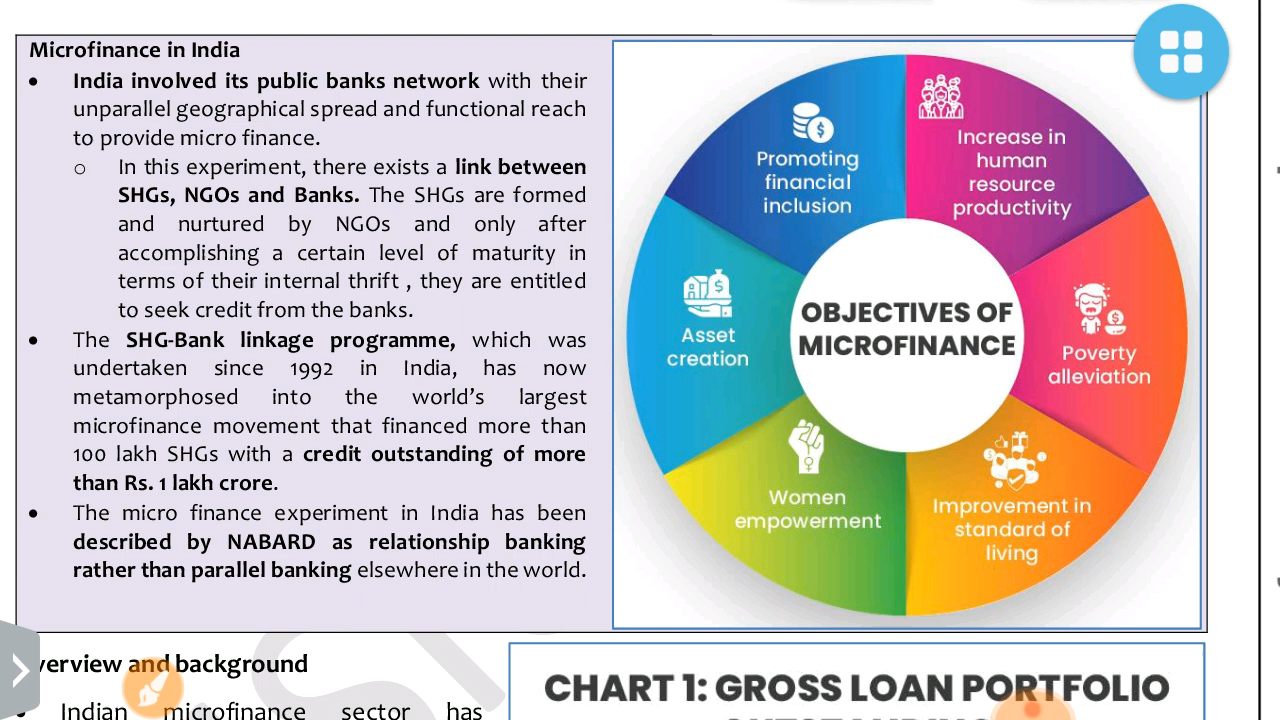 Microfinance in India
• India involved its public banks network with their
unparallel geographical spread and functional reach
to provide micro finance.
o In this experiment, there exists a link between
SHGs, NGOs and Banks. The SHGs are formed
and nurtured by NGOs and only after
accomplishing a certain level of maturity in
terms of their internal thrift , they are entitled
to seek credit from the banks.
• The SHG-Bank linkage programme, which was
undertaken since 1992 in India, has now
metamorphosed into the world's largest
microfinance movement that financed more than
100 lakh SHGs with a credit outstanding of more
than Rs. 1 lakh crore.
• The micro finance experiment in India has been
described by NABARD as relationship banking
rather than parallel banking elsewhere in the world.
Promoting
financial
inclusion
Increase in
human
resource
productivity
Asset
creation
OBJECTIVES OF
MICROFINANCE
Poverty
alleviation
Women
empowerment
Improvement in
standard of
living
verview and background
• Indian microfinance sector has
CHART 1: GROSS LOAN PORTFOLIO